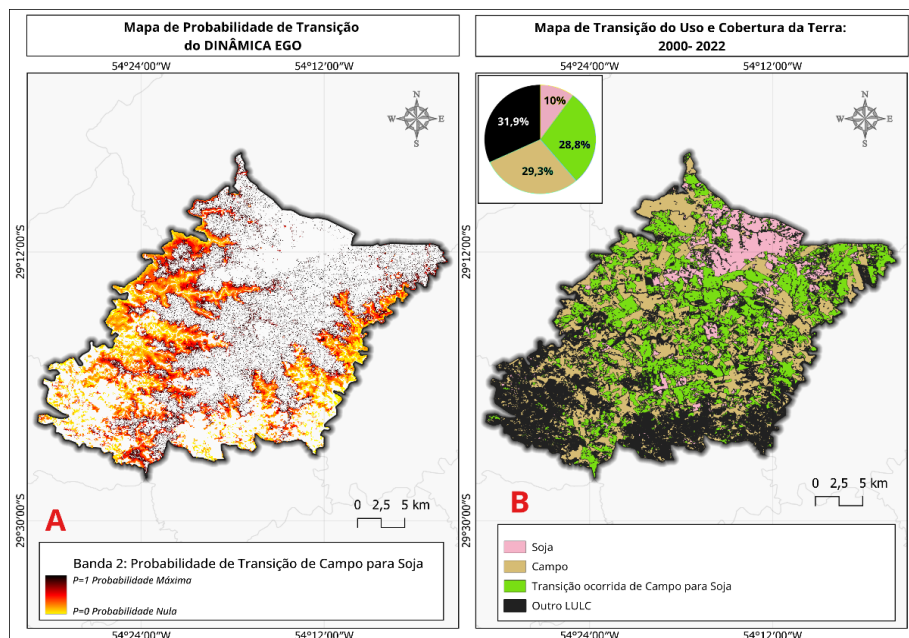 Mapa de Probabilidade de Transição
do DINÂMICA EGO
54°24′00″W
54°12′00″W
N
W
E
S
29°12′00″S
29°30′00″S
A
0 2,5 5 km
Banda 2: Probabilidade de Transição de Campo para Soja
P=1 Probabilidade Máxima
P=0 Probabilidade Nula
54°24′00″W
54°12′00″W
Mapa de Transição do Uso e Cobertura da Terra:
2000- 2022
54°24′00″W
54°12′00″W
10%
31,9%
28,8%
29,3%
N
W
E
S
29°12′00″S
29°30′00″S
B
0 2,5 5 km
Soja
Campo
Transição ocorrida de Campo para Soja
Outro LULC
54°24′00″W
54°12′00″W